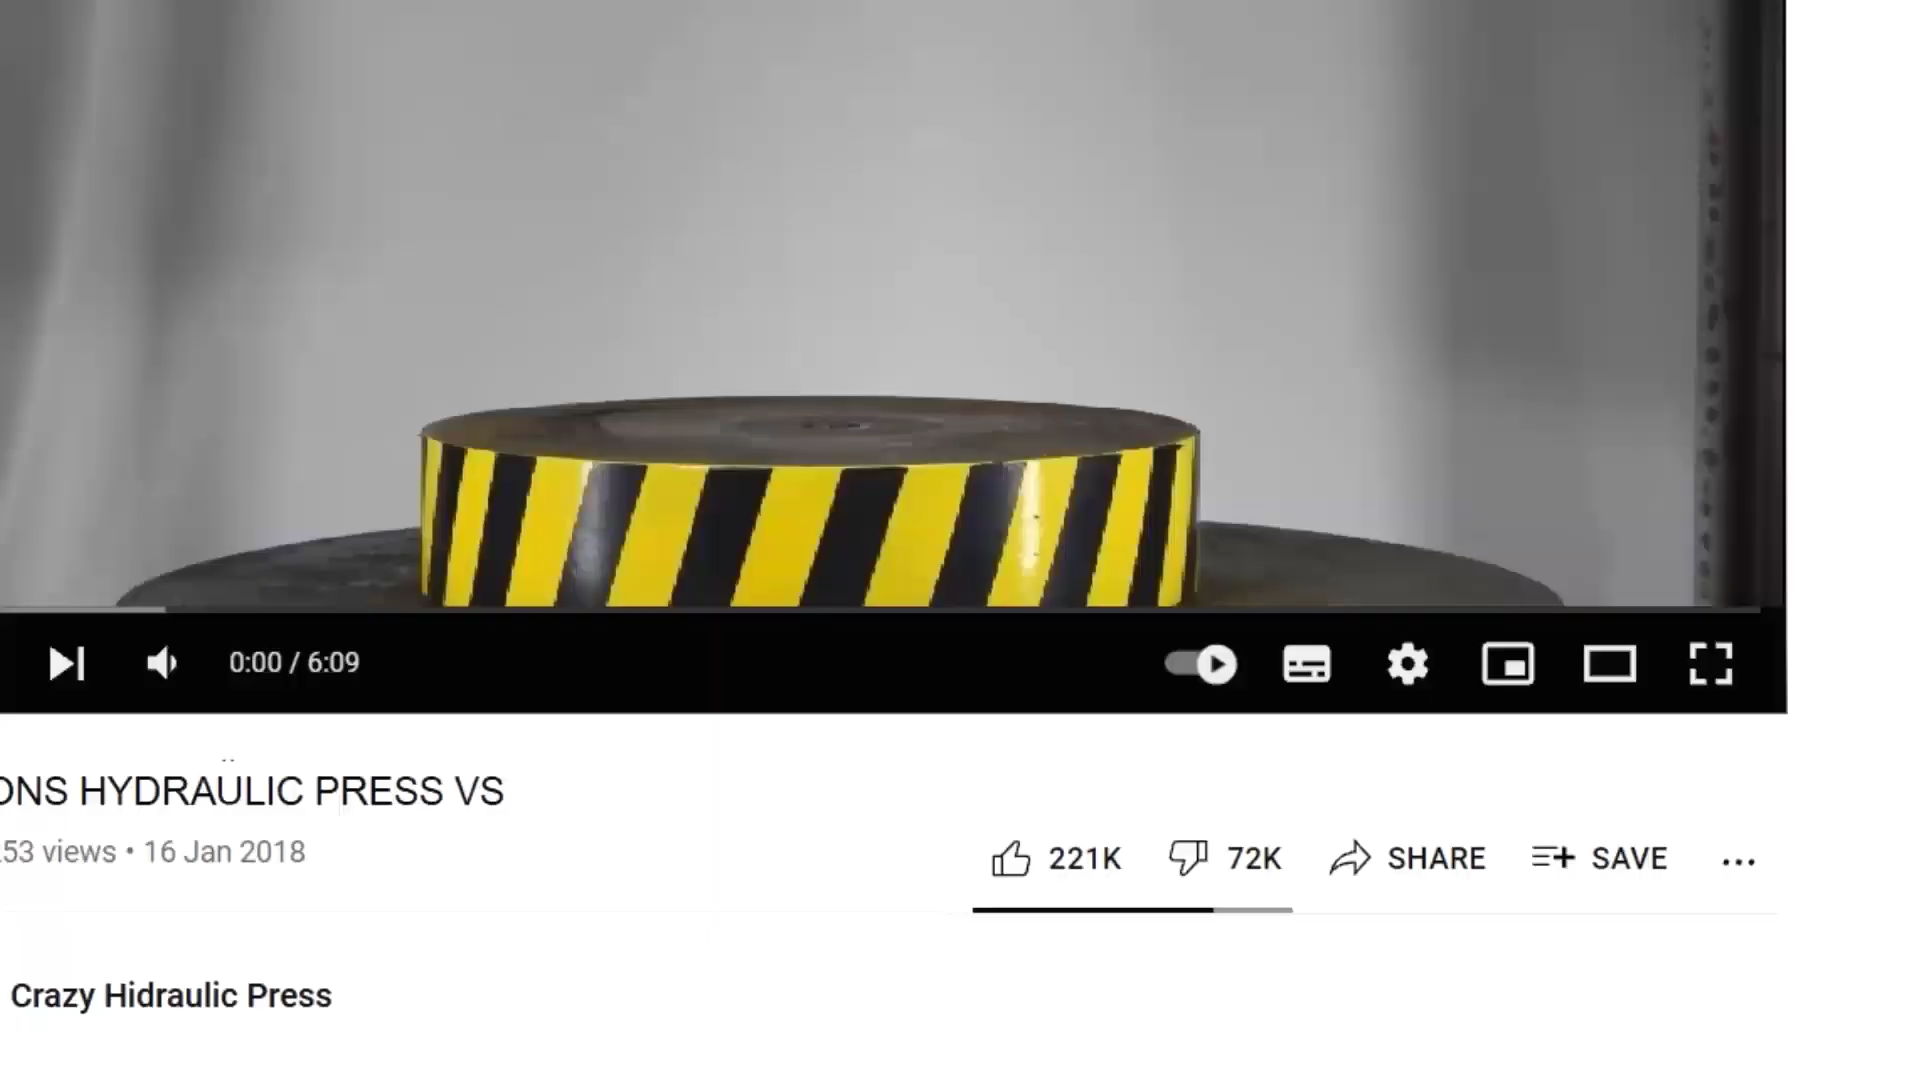 0:00 / 6:09
ONS HYDRAULIC PRESS VS
53 views • 16 Jan 2018
221K
72K
SHARE
SAVE
Crazy Hidraulic Press